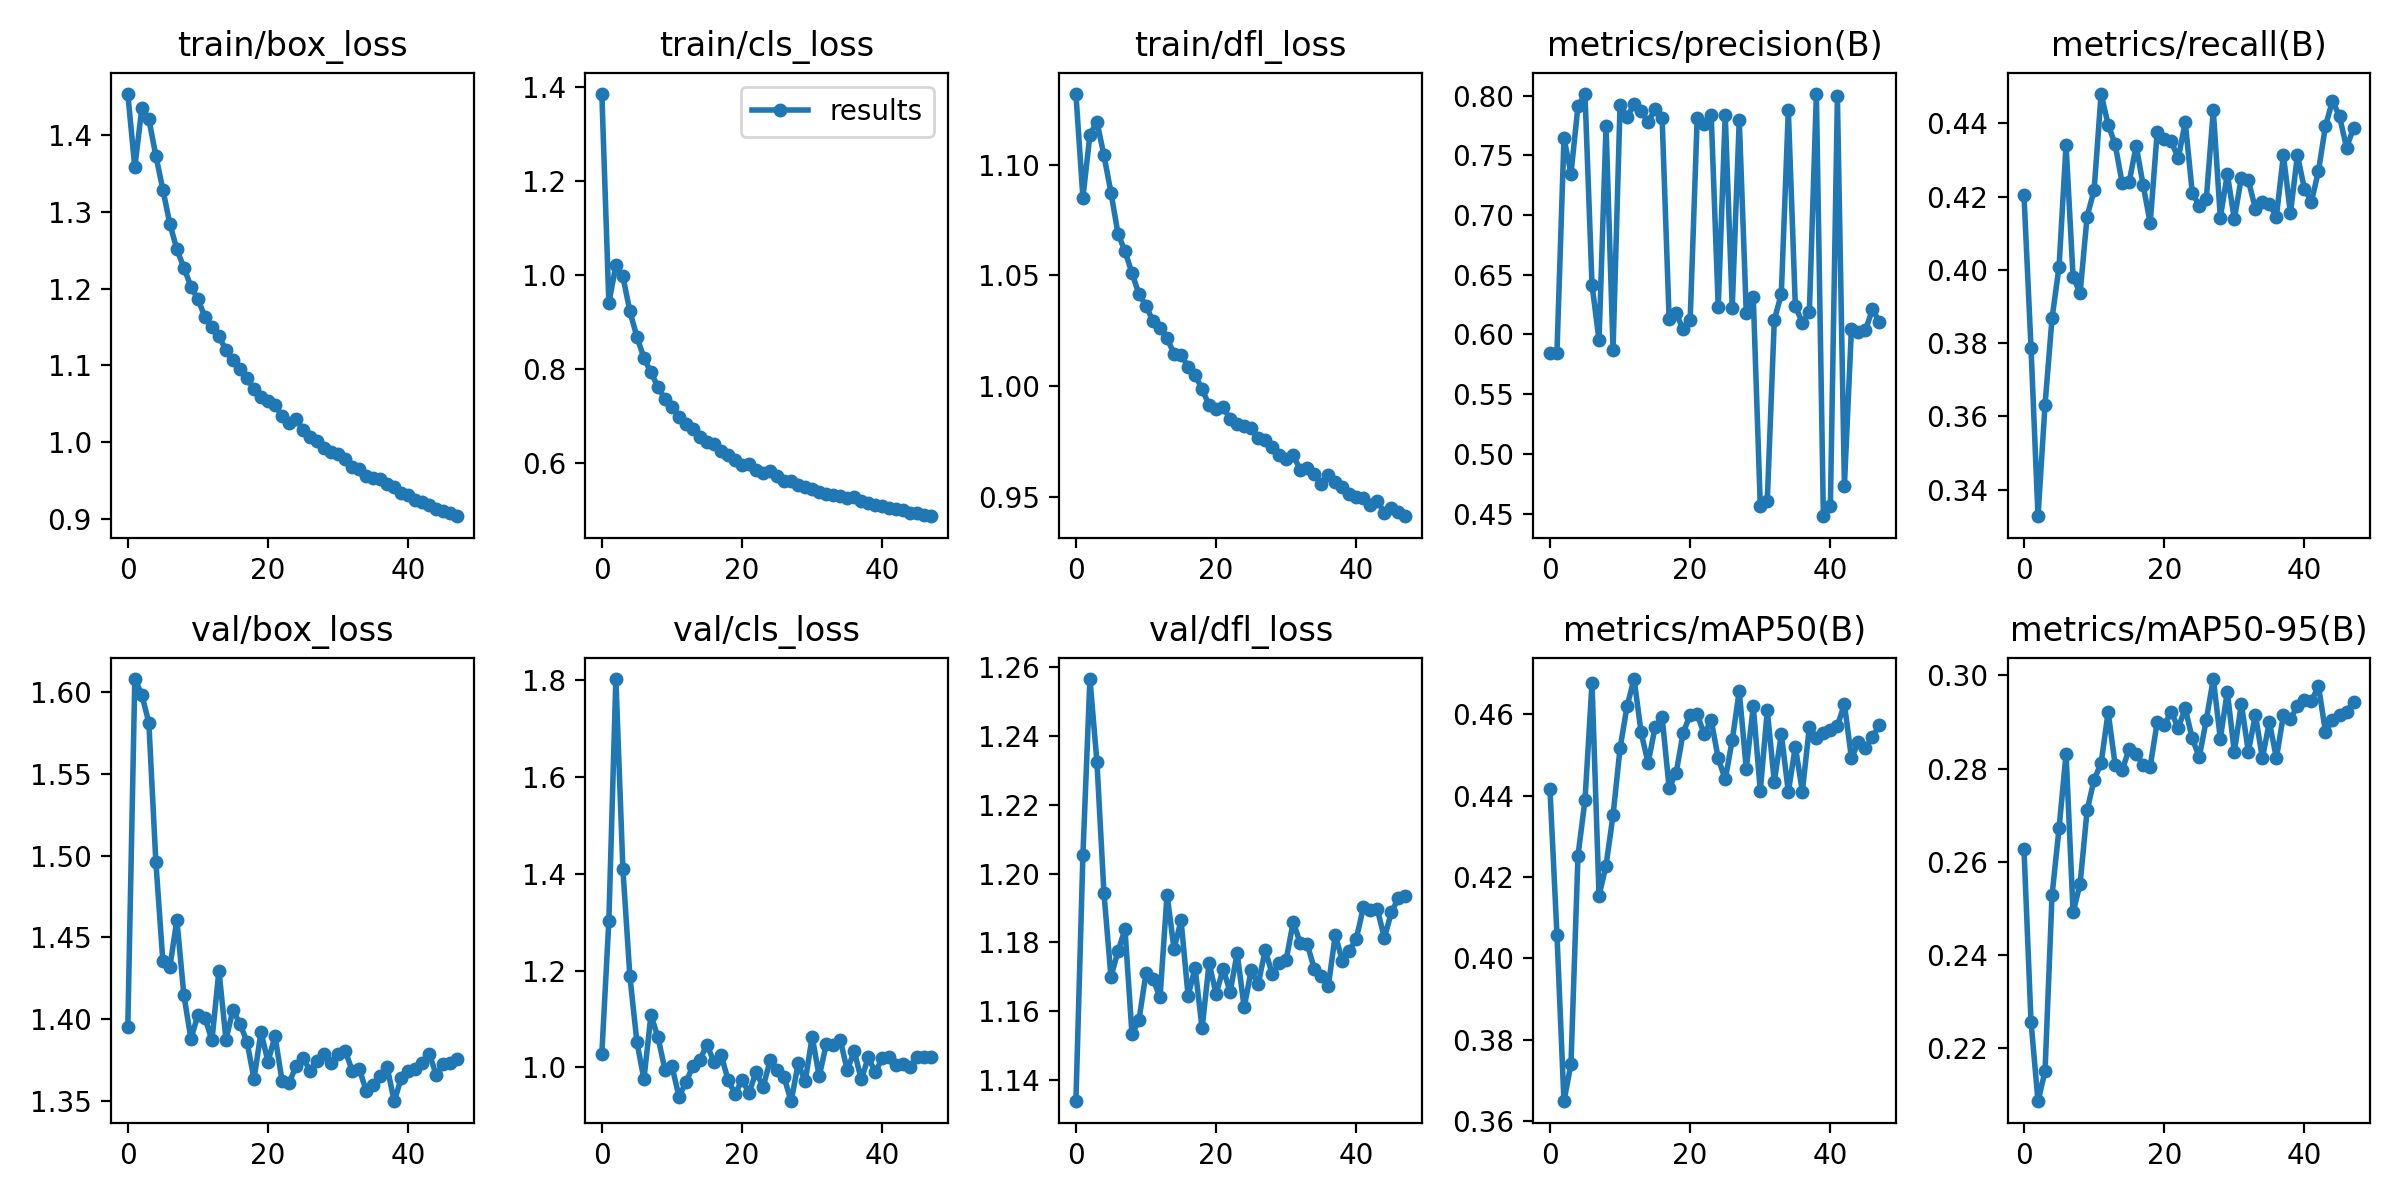 train/box_loss
train/cls_loss
train/dfl_loss
metrics/precision(B)
metrics/recall(B)
1.4
1.3
1.2
1.1
1.0
0.9
0 20 40
results
1.4
1.2
1.0
0.8
0.6
0 20 40
1.10
1.05
1.00
0.95
0 20 40
0.80
0.75
0.70
0.65
0.60
0.55
0.50
0.45
0 20 40
0.44
0.42
0.40
0.38
0.36
0.34
0 20 40
val/box_loss
val/cls_loss
val/dfl_loss
metrics/mAP50(B)
metrics/mAP50-95(B)
1.60
1.55
1.50
1.45
1.40
1.35
0 20 40
1.8
1.6
1.4
1.2
1.0
0 20 40
1.26
1.24
1.22
1.20
1.18
1.16
1.14
0 20 40
0.46
0.44
0.42
0.40
0.38
0.36
0 20 40
0.30
0.28
0.26
0.24
0.22
0 20 40